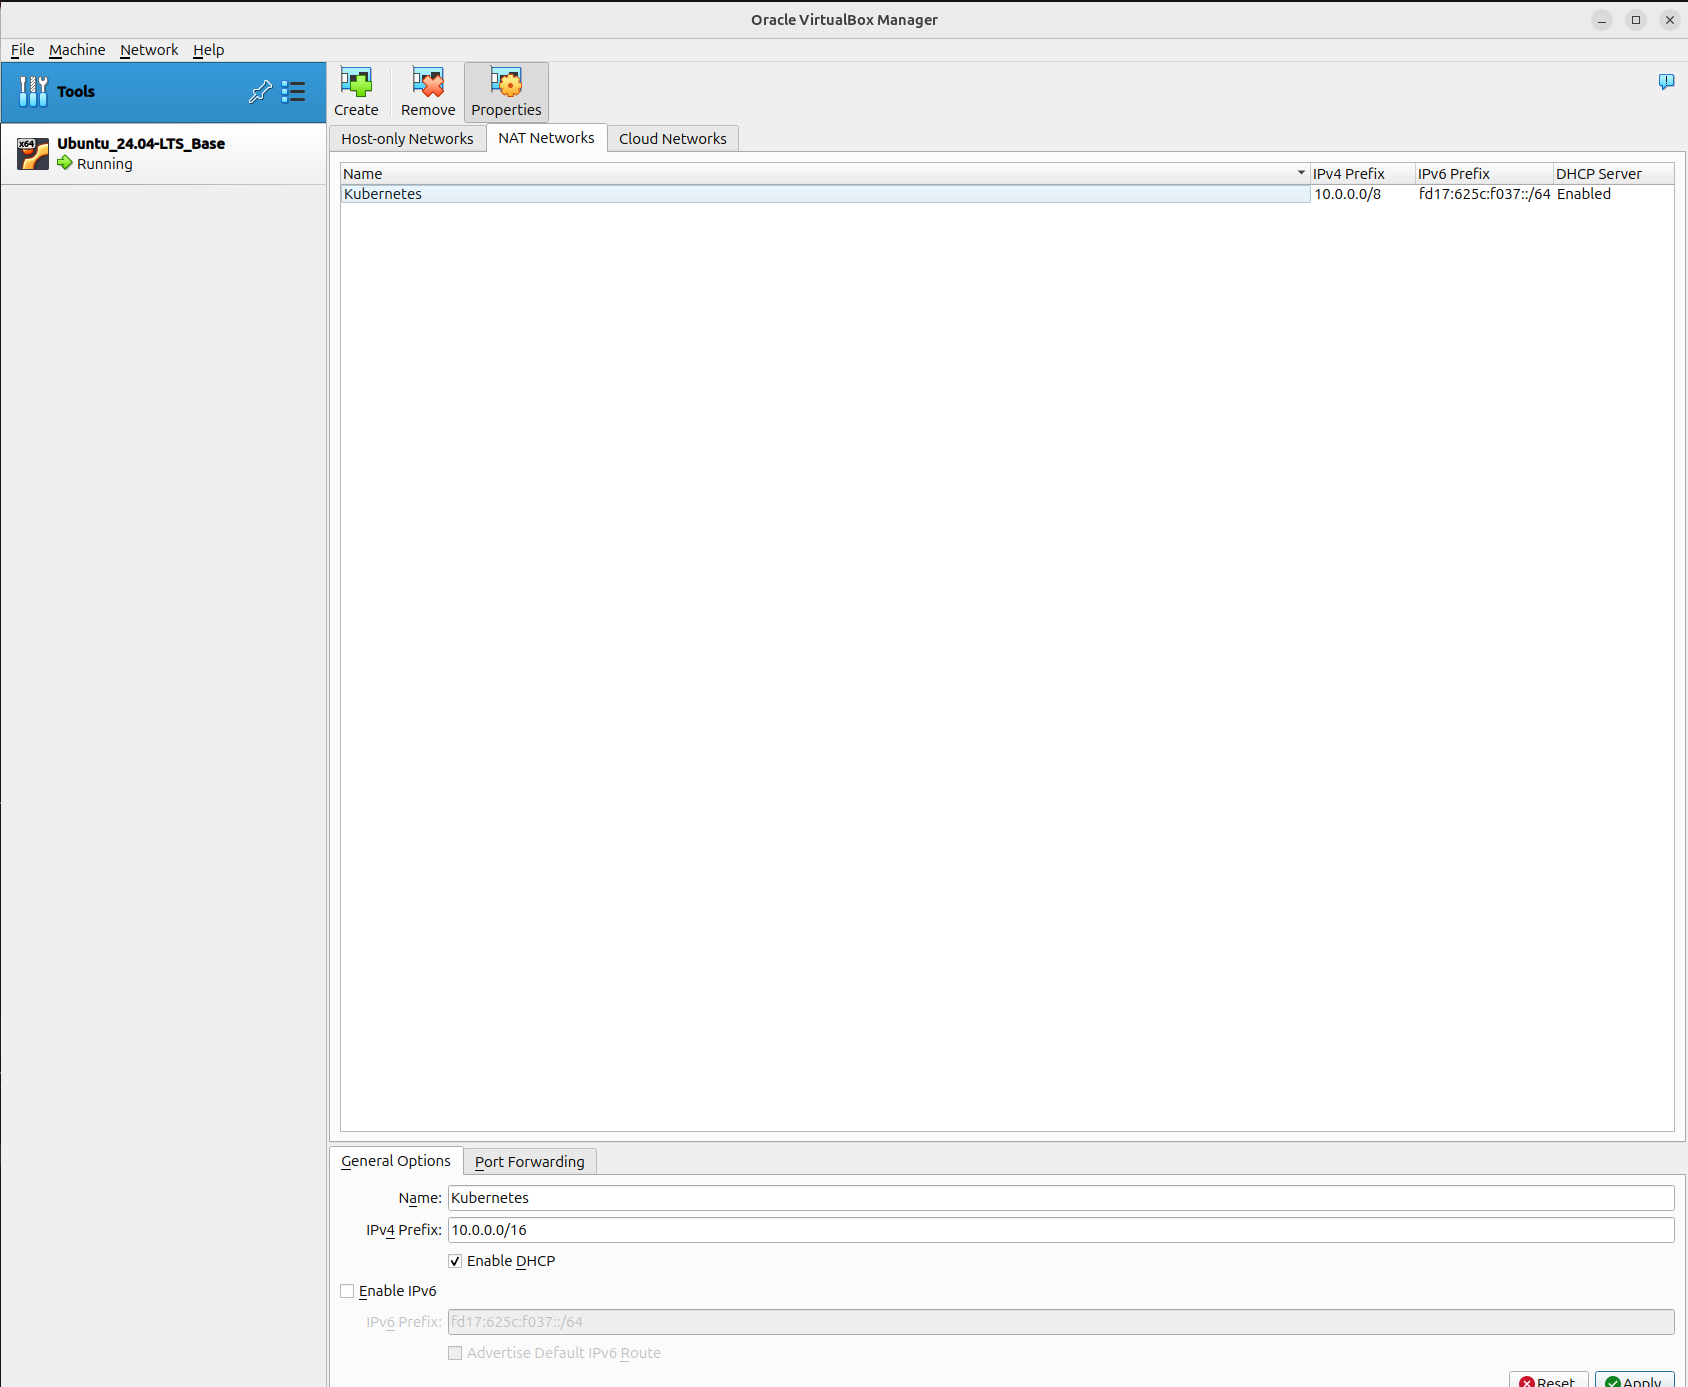 Oracle VirtualBox Manager
File Machine Network Help
Tools
x64
Ubuntu_24.04-LTS_Base
Running
Create Remove Properties
Host-only Networks NAT Networks Cloud Networks
Name IPv4 Prefix IPv6 Prefix DHCP Server
Kubernetes 10.0.0.0/8 fd17:625c:f037::/64 Enabled
General Options Port Forwarding
Name: Kubernetes
IPv4 Prefix: 10.0.0.0/16
Enable DHCP
Enable IPv6
IPv6 Prefix: fd17:625c:f037::/64
Advertise Default IPv6 Route
Reset Apply